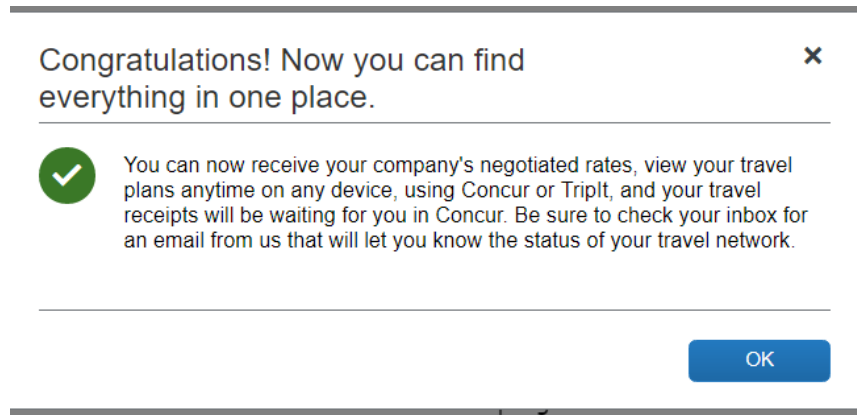 Congratulations! Now you can find
everything in one place.
×
You can now receive your company's negotiated rates, view your travel
plans anytime on any device, using Concur or TripIt, and your travel
receipts will be waiting for you in Concur. Be sure to check your inbox for
an email from us that will let you know the status of your travel network.
OK